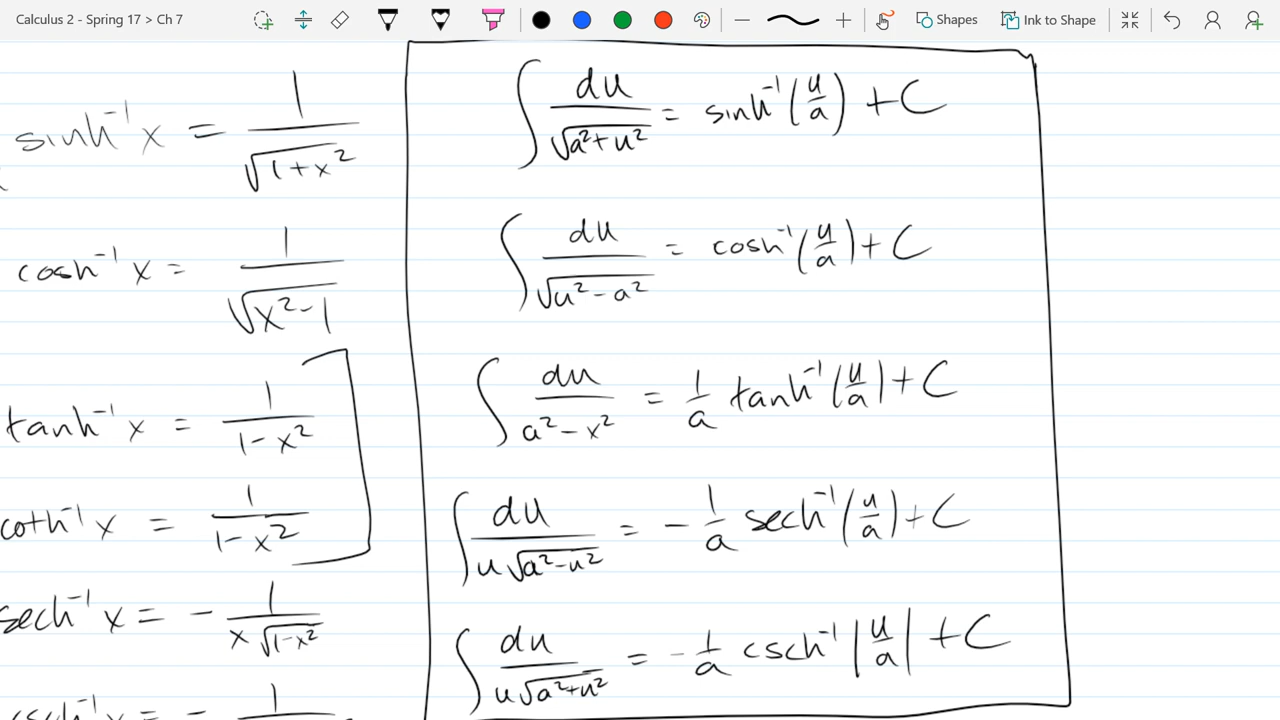 Calculus 2 - Spring 17 > Ch 7
Shapes
Ink to Shape
sinh⁻¹ x = 1/√(1+x²)
cosh⁻¹ x = 1/√(x²-1)
tanh⁻¹ x = 1/(1-x²)
coth⁻¹ x = 1/(1-x²)
sech⁻¹ x = - 1/(x√(1-x²))
csch⁻¹ x = - 1
∫ du/√(a²+u²) = sinh⁻¹(u/a) + C
∫ du/√(u²-a²) = cosh⁻¹(u/a) + C
∫ du/(a²-x²) = 1/a tanh⁻¹(u/a) + C
∫ du/(u√(a²-u²)) = - 1/a sech⁻¹(u/a) + C
∫ du/(u√(a²+u²)) = - 1/a csch⁻¹|u/a| + C